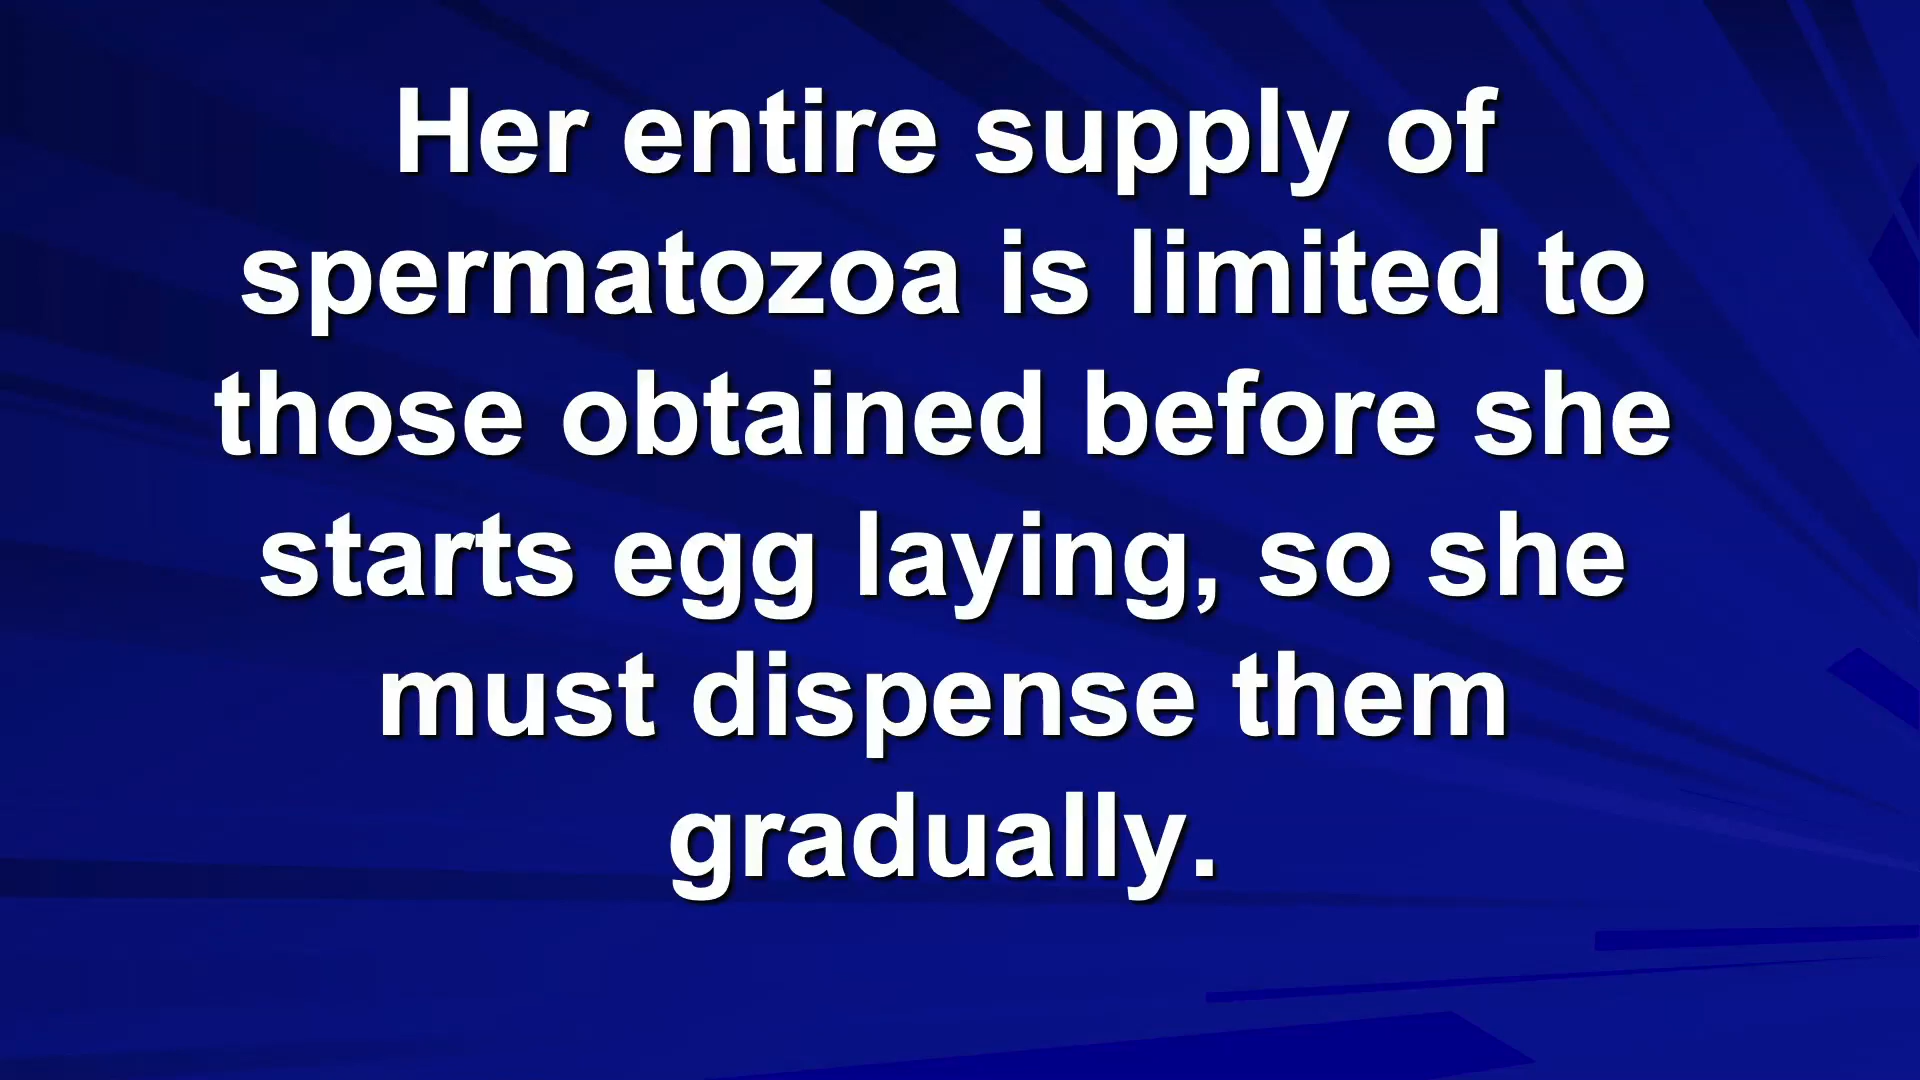 Her entire supply of
spermatozoa is limited to
those obtained before she
starts egg laying, so she
must dispense them
gradually.